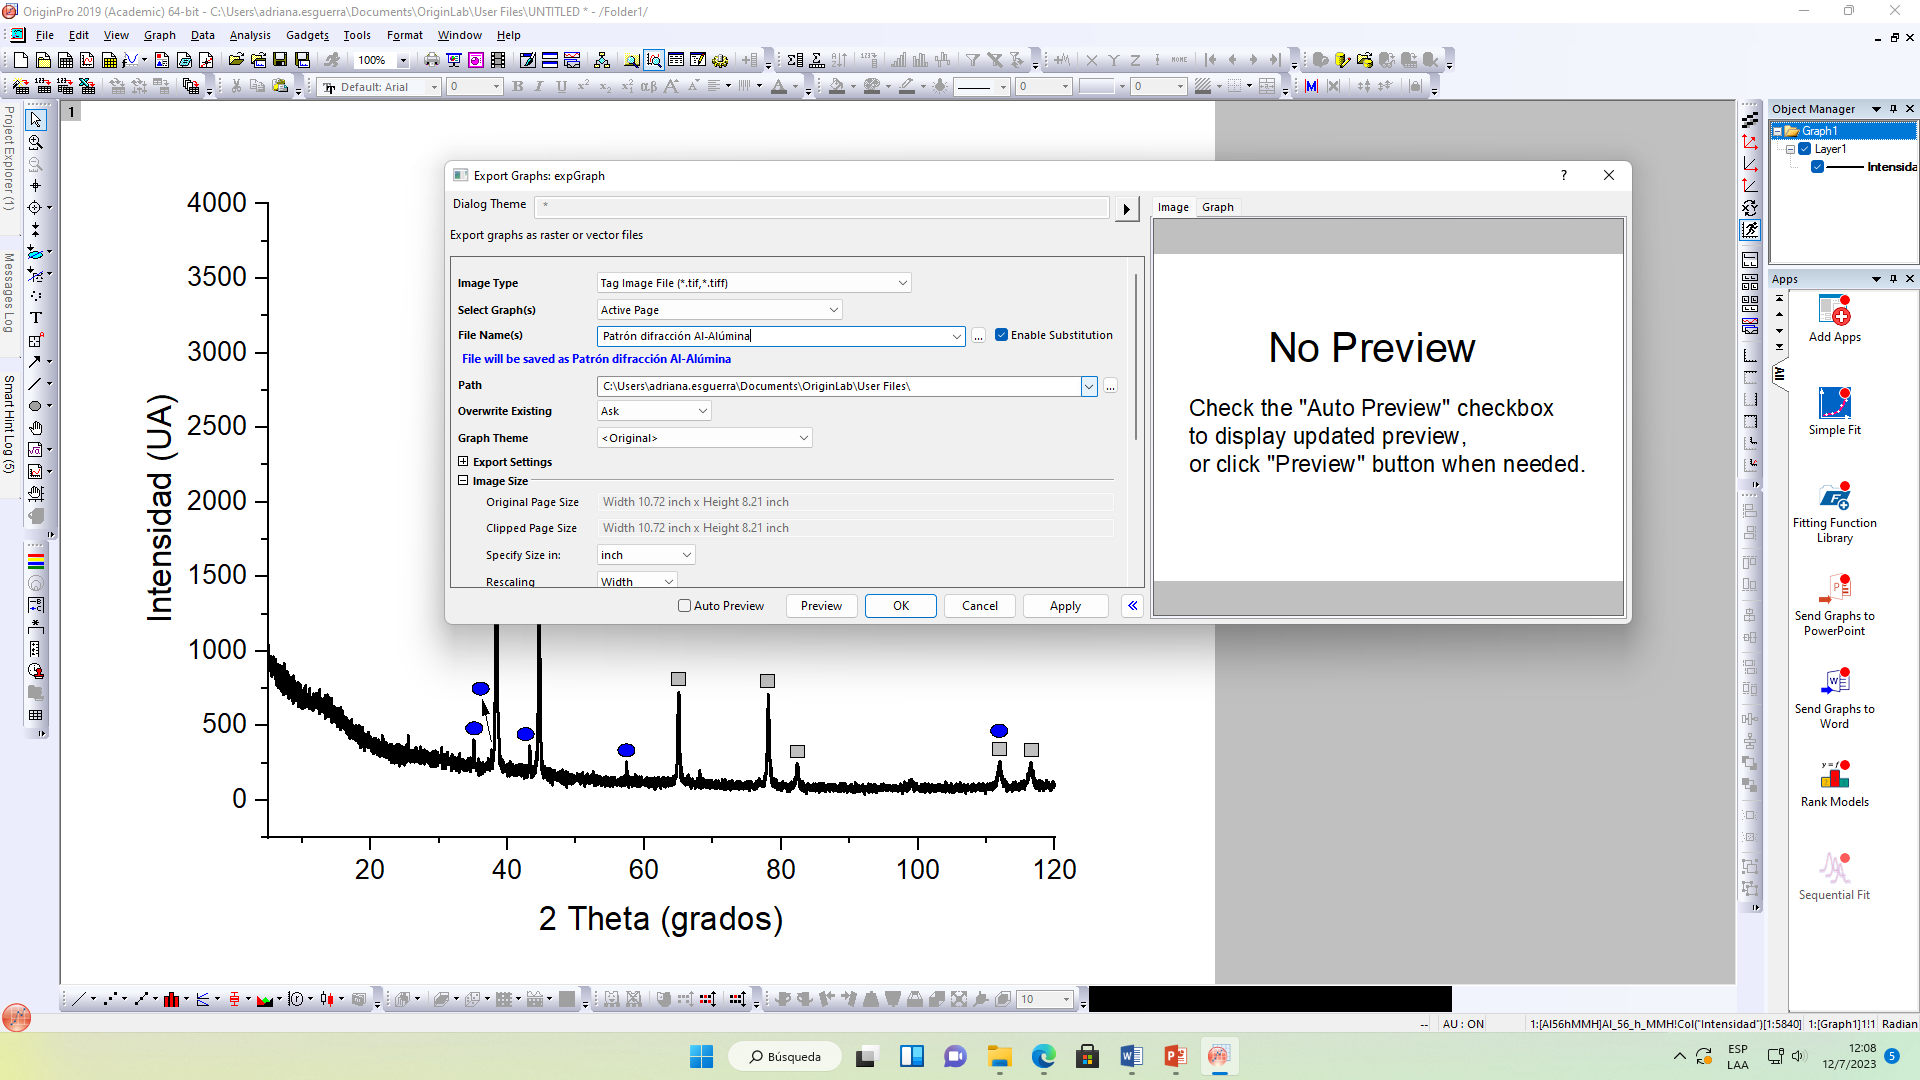 OriginPro 2019 (Academic) 64-bit - C:\Users\adriana.esguerra\Documents\OriginLab\User Files\UNTITLED * - /Folder1/
File Edit View Graph Data Analysis Gadgets Tools Format Window Help
100%
Default: Arial 0 B I U 0 0
Project Explorer (1)
Messages Log
Smart Hint Log (5)
1
4000
3500
3000
2500
2000
1500
1000
500
0
Intensidad (UA)
20 40 60 80 100 120
2 Theta (grados)
Export Graphs: expGraph
Dialog Theme *
Export graphs as raster or vector files
Image Type Tag Image File (*.tif,*.tiff)
Select Graph(s) Active Page
File Name(s) Patrón difracción Al-Alúmina ... Enable Substitution
File will be saved as Patrón difracción Al-Alúmina
Path C:\Users\adriana.esguerra\Documents\OriginLab\User Files\ ...
Overwrite Existing Ask
Graph Theme <Original>
Export Settings
Image Size
Original Page Size Width 10.72 inch x Height 8.21 inch
Clipped Page Size Width 10.72 inch x Height 8.21 inch
Specify Size in: inch
Rescaling Width
Auto Preview Preview OK Cancel Apply
Image Graph
No Preview
Check the "Auto Preview" checkbox
to display updated preview,
or click "Preview" button when needed.
Object Manager
Graph1
Layer1
Intensida
Apps
All
Add Apps
Simple Fit
Fitting Function
Library
Send Graphs to
PowerPoint
Send Graphs to
Word
Rank Models
Sequential Fit
10
-- AU : ON 1:[Al56hMMH]Al_56_h_MMH!Col("Intensidad")[1:5840] 1:[Graph1]1!1 Radian
Búsqueda
ESP
LAA
12:08
12/7/2023
5